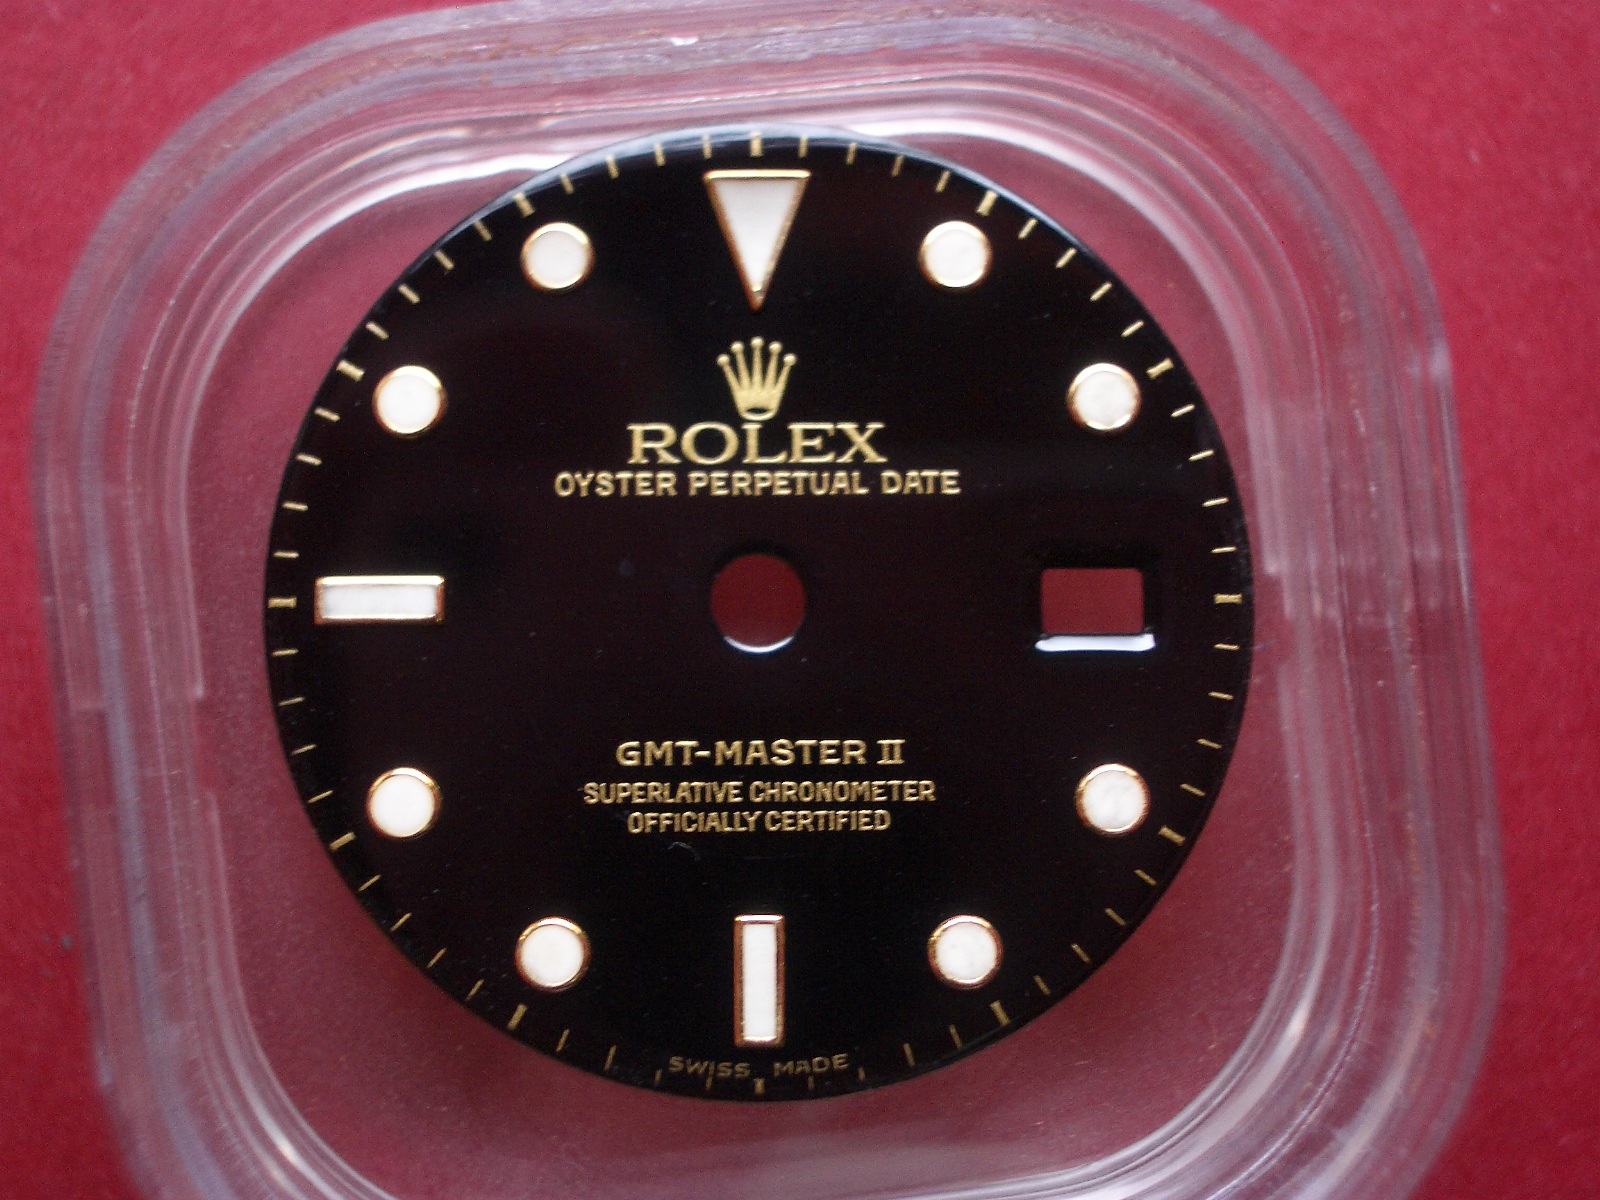 ROLEX
OYSTER PERPETUAL DATE
GMT-MASTER II
SUPERLATIVE CHRONOMETER
OFFICIALLY CERTIFIED
SWISS MADE